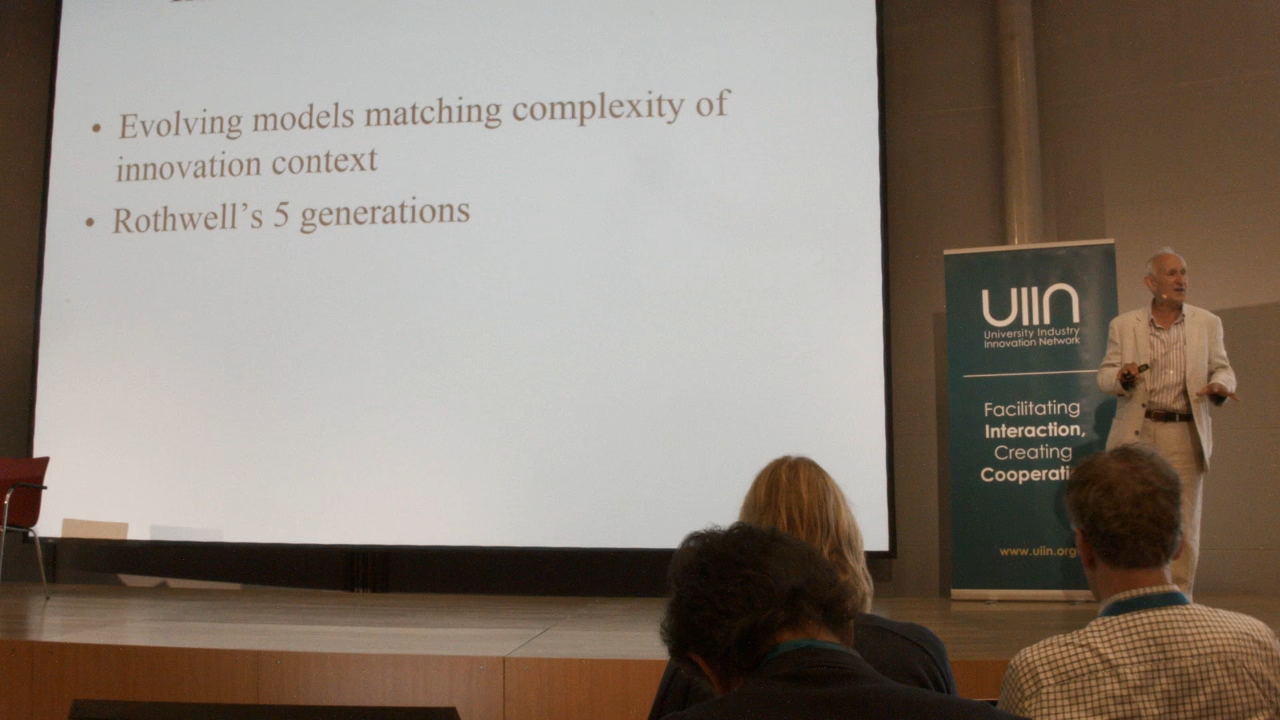 • Evolving models matching complexity of
innovation context
• Rothwell's 5 generations
UIIN
University Industry
Innovation Network
Facilitating
Interaction,
Creating
www.uiin.org